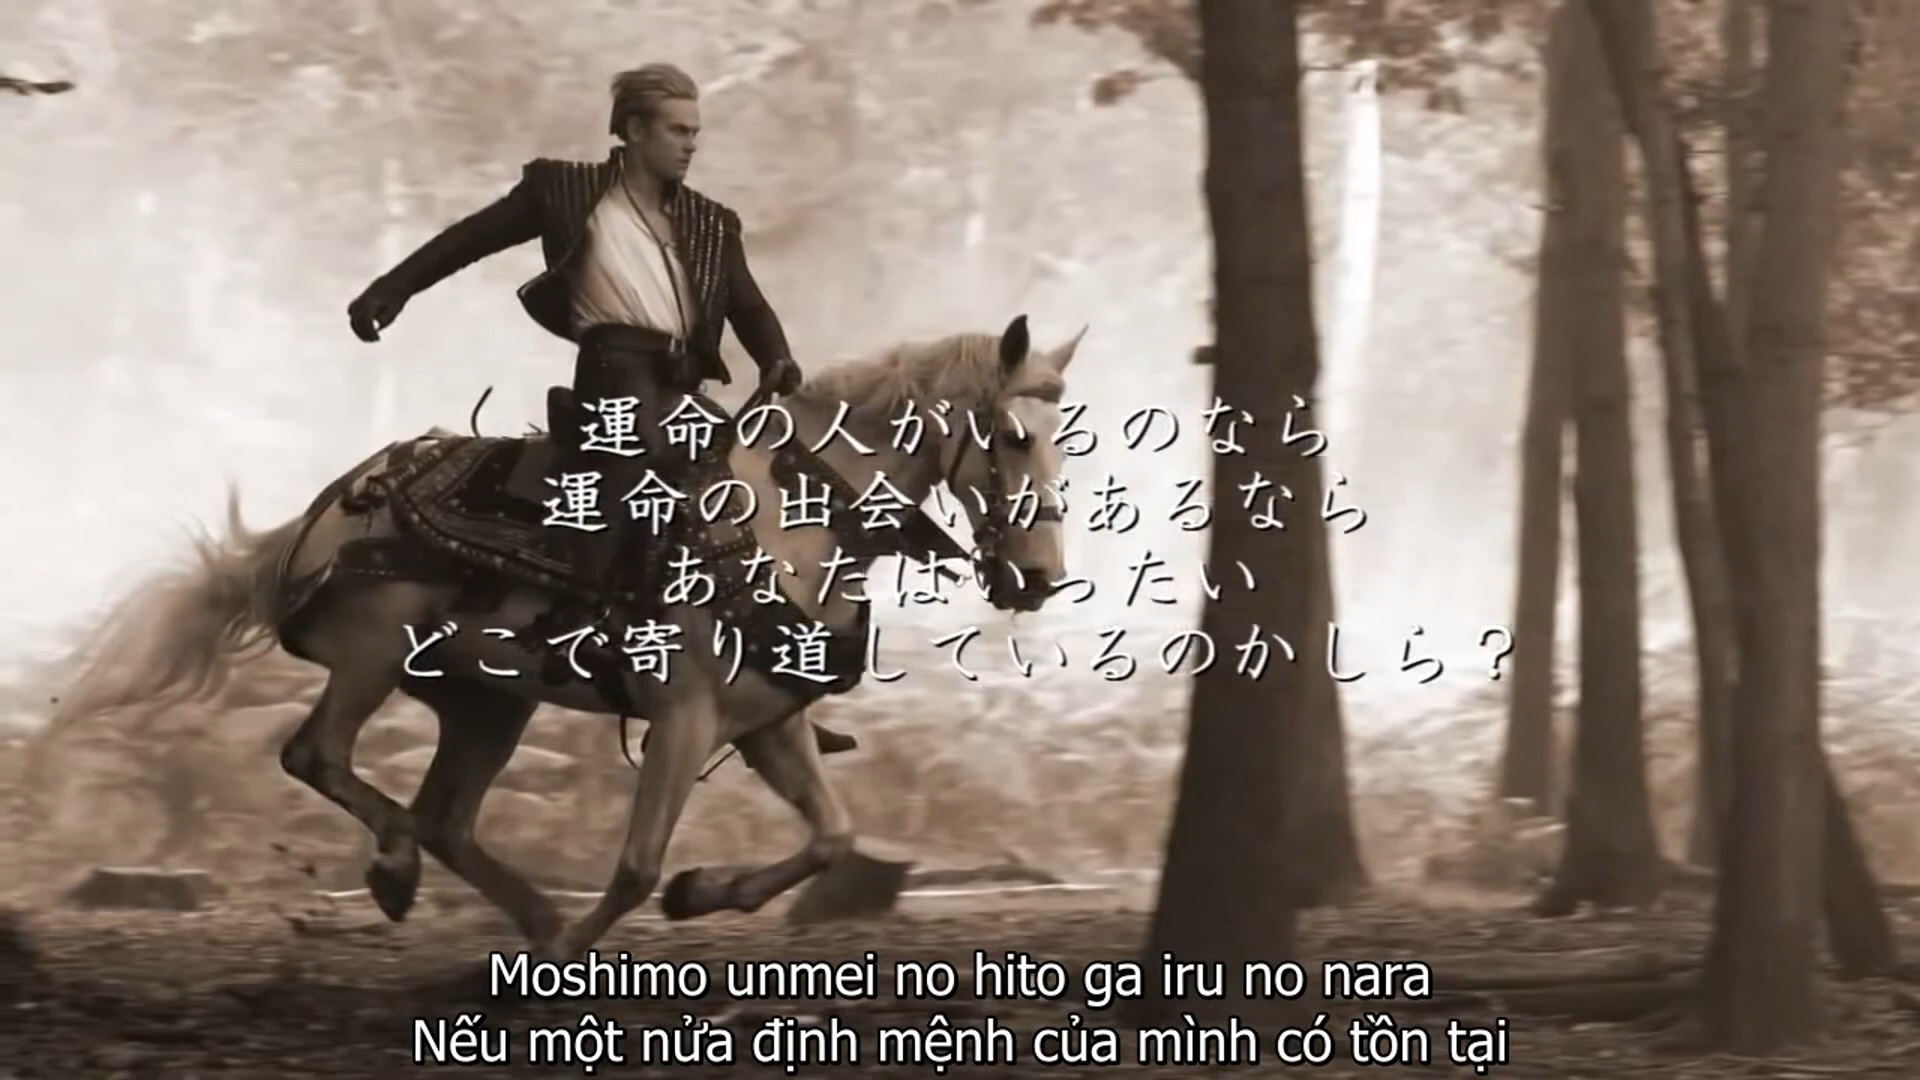 運命の人がいるのなら
運命の出会いがあるなら
あなたはいったい
どこで寄り道しているのかしら？
Moshimo unmei no hito ga iru no nara
Nếu một nửa định mệnh của mình có tồn tại